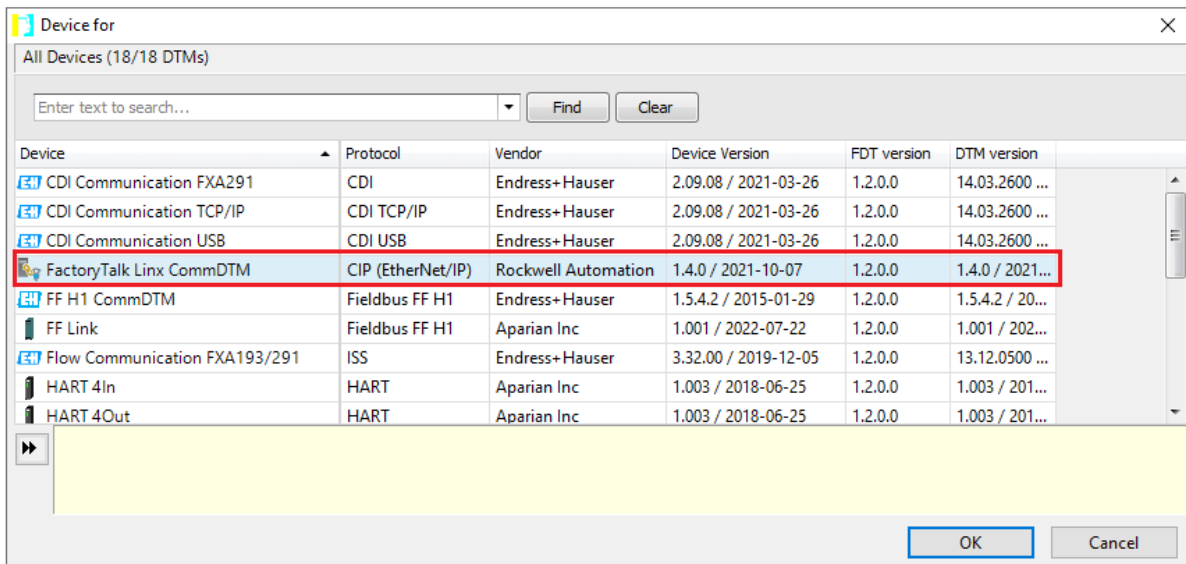 Device for
All Devices (18/18 DTMs)
Enter text to search... Find Clear
Device Protocol Vendor Device Version FDT version DTM version
CDI Communication FXA291 CDI Endress+Hauser 2.09.08 / 2021-03-26 1.2.0.0 14.03.2600 ...
CDI Communication TCP/IP CDI TCP/IP Endress+Hauser 2.09.08 / 2021-03-26 1.2.0.0 14.03.2600 ...
CDI Communication USB CDI USB Endress+Hauser 2.09.08 / 2021-03-26 1.2.0.0 14.03.2600 ...
FactoryTalk Linx CommDTM CIP (EtherNet/IP) Rockwell Automation 1.4.0 / 2021-10-07 1.2.0.0 1.4.0 / 2021...
EH FF H1 CommDTM Fieldbus FF H1 Endress+Hauser 1.5.4.2 / 2015-01-29 1.2.0.0 1.5.4.2 / 20...
FF Link Fieldbus FF H1 Aparian Inc 1.001 / 2022-07-22 1.2.0.0 1.001 / 202...
Flow Communication FXA193/291 ISS Endress+Hauser 3.32.00 / 2019-12-05 1.2.0.0 13.12.0500 ...
HART 4In HART Aparian Inc 1.003 / 2018-06-25 1.2.0.0 1.003 / 201...
HART 4Out HART Aparian Inc 1.003 / 2018-06-25 1.2.0.0 1.003 / 201...
OK Cancel